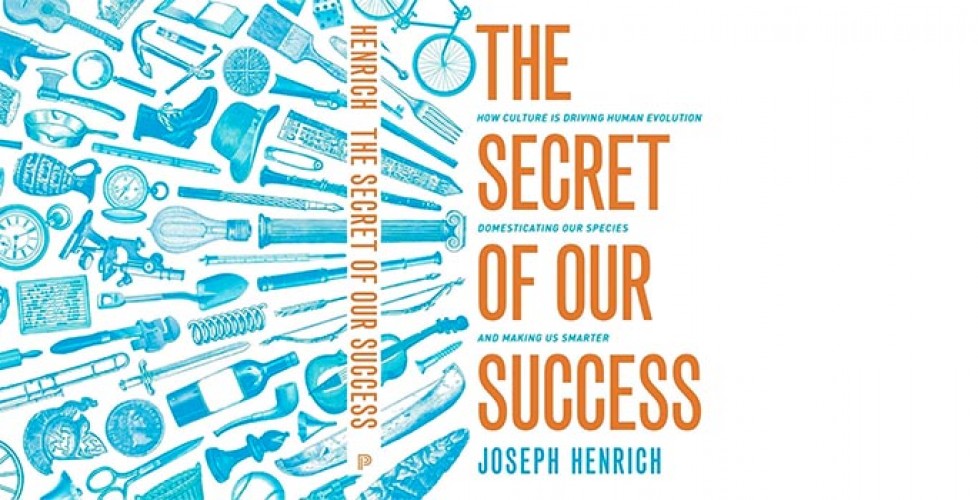 HENRICH THE SECRET OF OUR SUCCESS
P
THE
HOW CULTURE IS DRIVING HUMAN EVOLUTION
SECRET
DOMESTICATING OUR SPECIES
OF OUR
AND MAKING US SMARTER
SUCCESS
JOSEPH HENRICH